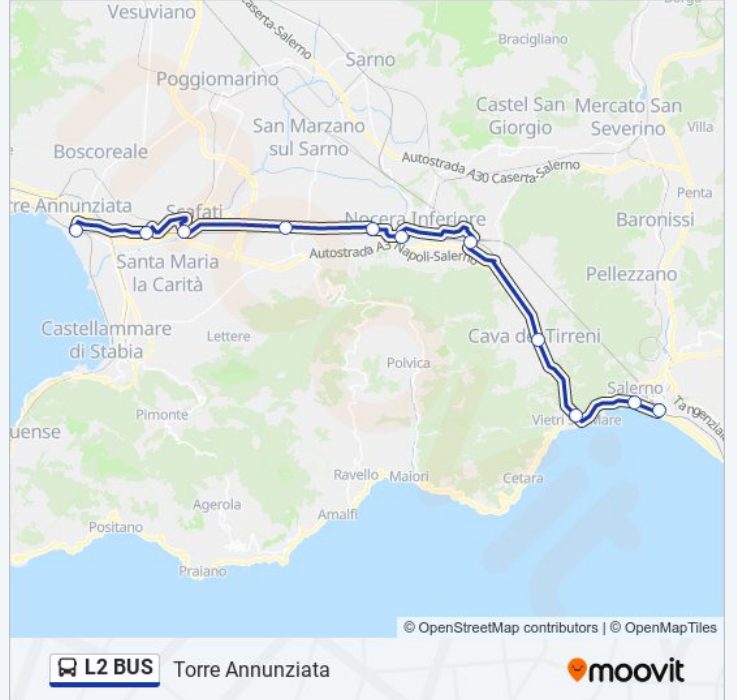 Vesuviano
Caserta-Salerno
Bracigliano
Sarno
Poggiomarino
Castel San
Giorgio
Mercato San
Severino
Villa
San Marzano
sul Sarno
Boscoreale
Autostrada A30 Caserta-Salerno
Penta
rre Annunziata
Scafati
Nocera Inferiore
Baronissi
Autostrada A3 Napoli-Salerno
Santa Maria
la Carità
Pellezzano
Castellammare
di Stabia
Lettere
Cava de Tirreni
Polvica
Salerno
Pimonte
Vietri s Mare
Tangenzial
uense
Ravello
Maiori
Cetara
Agerola
Amalfi
Positano
Praiano
© OpenStreetMap contributors | © OpenMapTiles
L2 BUS
Torre Annunziata
moovit